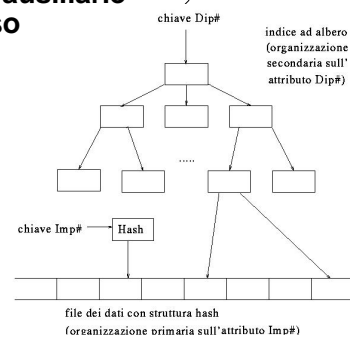 so
chiave Dip#
indice ad albero
(organizzazione
secondaria sull'
attributo Dip#)
.....
chiave Imp#
Hash
file dei dati con struttura hash
(organizzazione primaria sull'attributo Imp#)